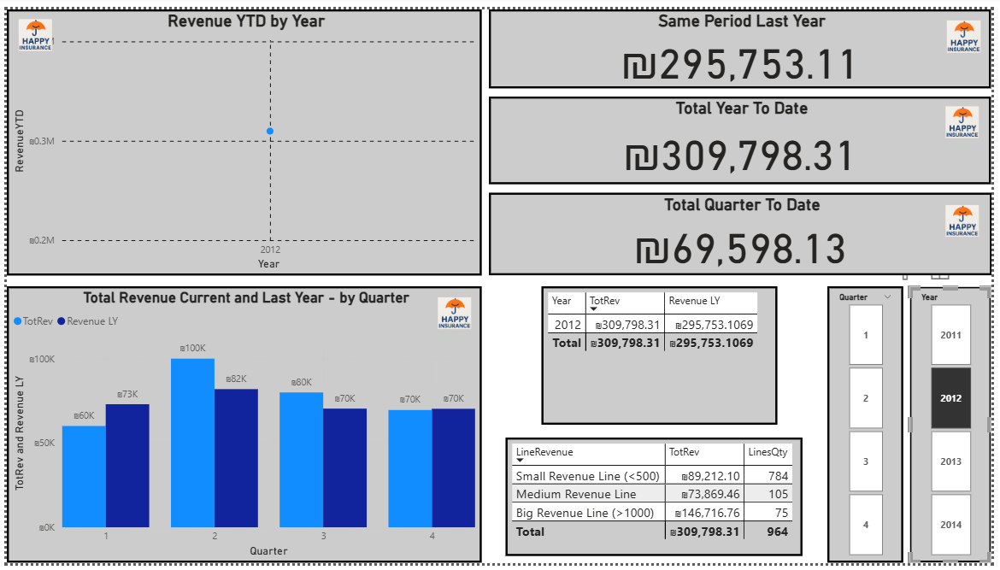 Revenue YTD by Year
HAPPY
INSURANCE
RevenueYTD
₪0.3M
₪0.2M
2012
Year
Same Period Last Year
₪295,753.11
HAPPY
INSURANCE
Total Year To Date
₪309,798.31
HAPPY
INSURANCE
Total Quarter To Date
₪69,598.13
HAPPY
INSURANCE
Total Revenue Current and Last Year - by Quarter
HAPPY
INSURANCE
TotRev Revenue LY
TotRev and Revenue LY
₪100K
₪50K
₪0K
₪60K ₪73K ₪100K ₪82K ₪80K ₪70K ₪70K ₪70K
1 2 3 4
Quarter
Year TotRev Revenue LY
2012 ₪309,798.31 ₪295,753.1069
Total ₪309,798.31 ₪295,753.1069
LineRevenue TotRev LinesQty
Small Revenue Line (<500) ₪89,212.10 784
Medium Revenue Line ₪73,869.46 105
Big Revenue Line (>1000) ₪146,716.76 75
Total ₪309,798.31 964
Quarter
1
2
3
4
Year
2011
2012
2013
2014